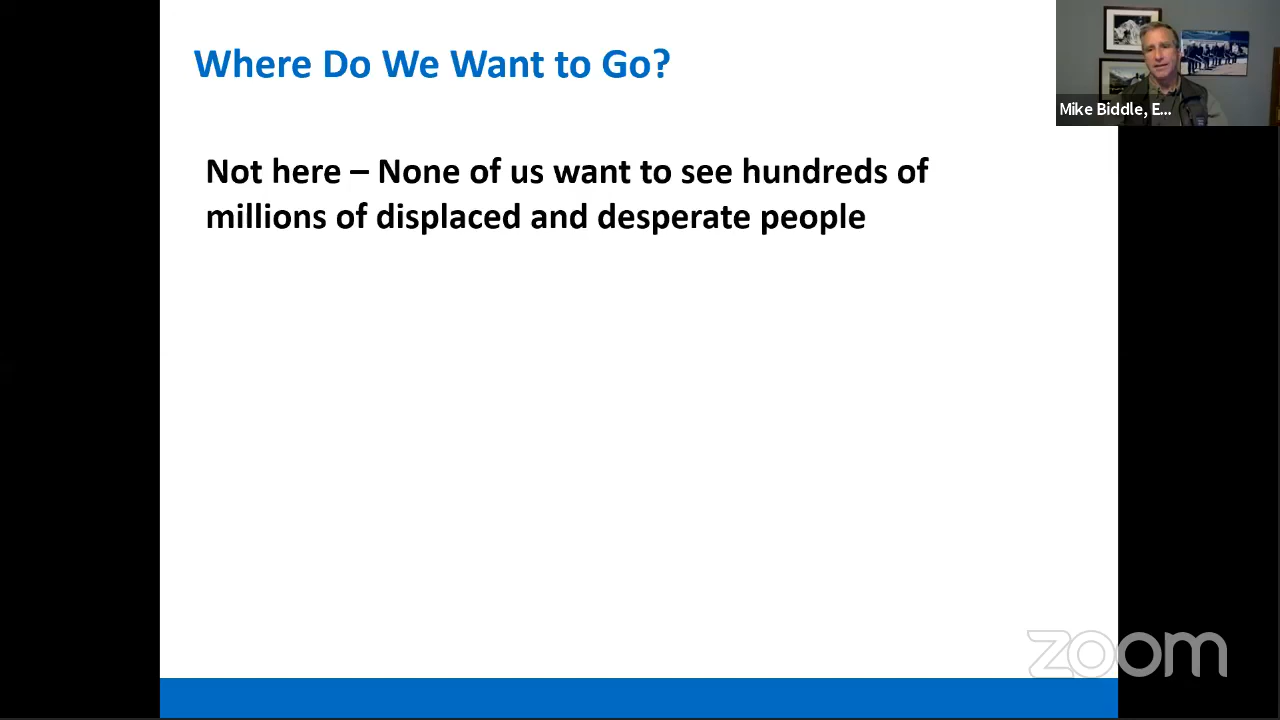 Where Do We Want to Go?
Mike Biddle, E...
Not here – None of us want to see hundreds of
millions of displaced and desperate people
zoom